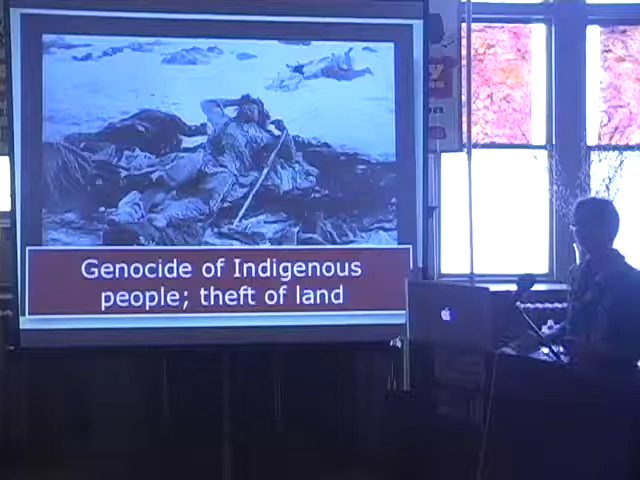 Genocide of Indigenous
people; theft of land